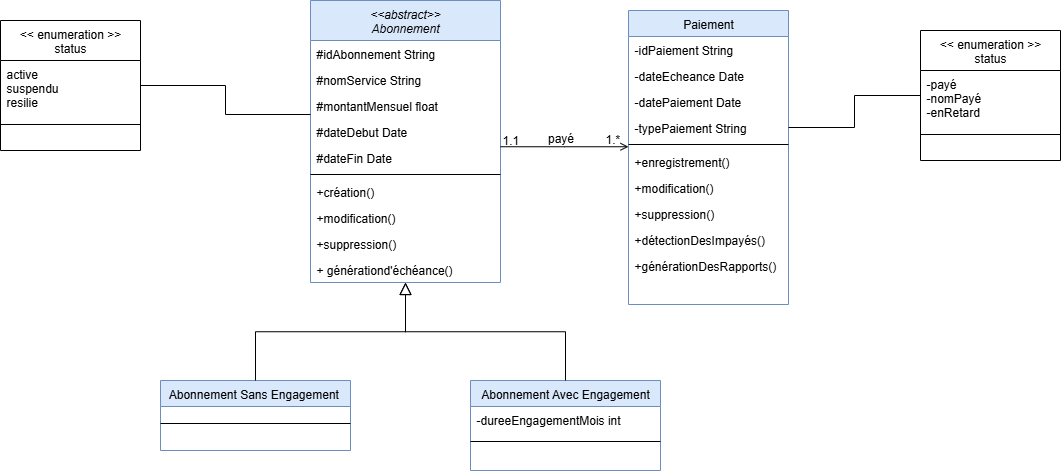 << enumeration >>
status
active
suspendu
resilie
<<abstract>>
Abonnement
#idAbonnement String
#nomService String
#montantMensuel float
#dateDebut Date
#dateFin Date
+création()
+modification()
+suppression()
+ générationd'échéance()
1.1
payé
1.*
Paiement
-idPaiement String
-dateEcheance Date
-datePaiement Date
-typePaiement String
+enregistrement()
+modification()
+suppression()
+détectionDesImpayés()
+générationDesRapports()
<< enumeration >>
status
-payé
-nomPayé
-enRetard
Abonnement Sans Engagement
Abonnement Avec Engagement
-dureeEngagementMois int